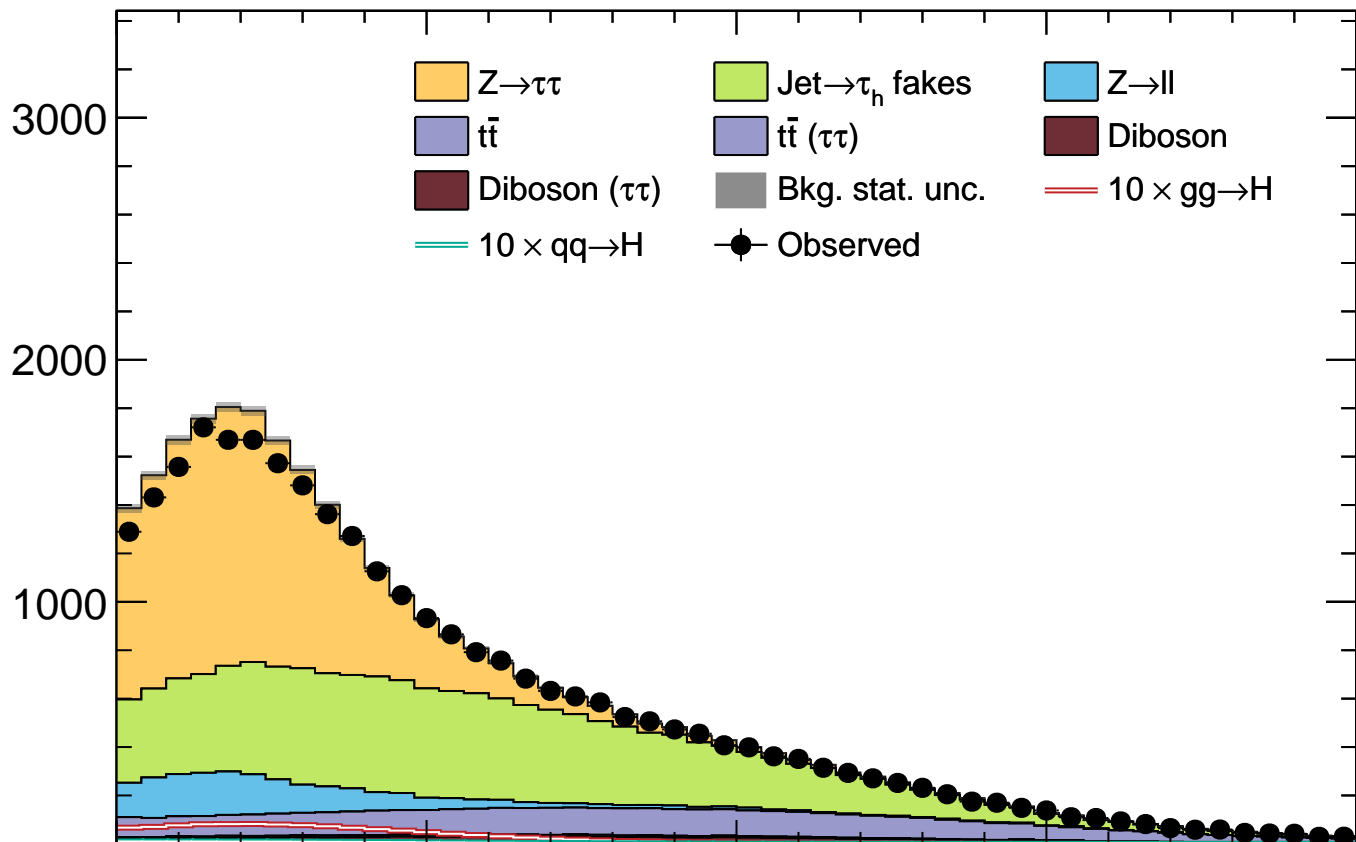 Z→ττ Jet→τ_h fakes Z→ll
3000
tt̄ tt̄ (ττ) Diboson
Diboson (ττ) Bkg. stat. unc. 10 × gg→H
10 × qq→H Observed
2000
1000